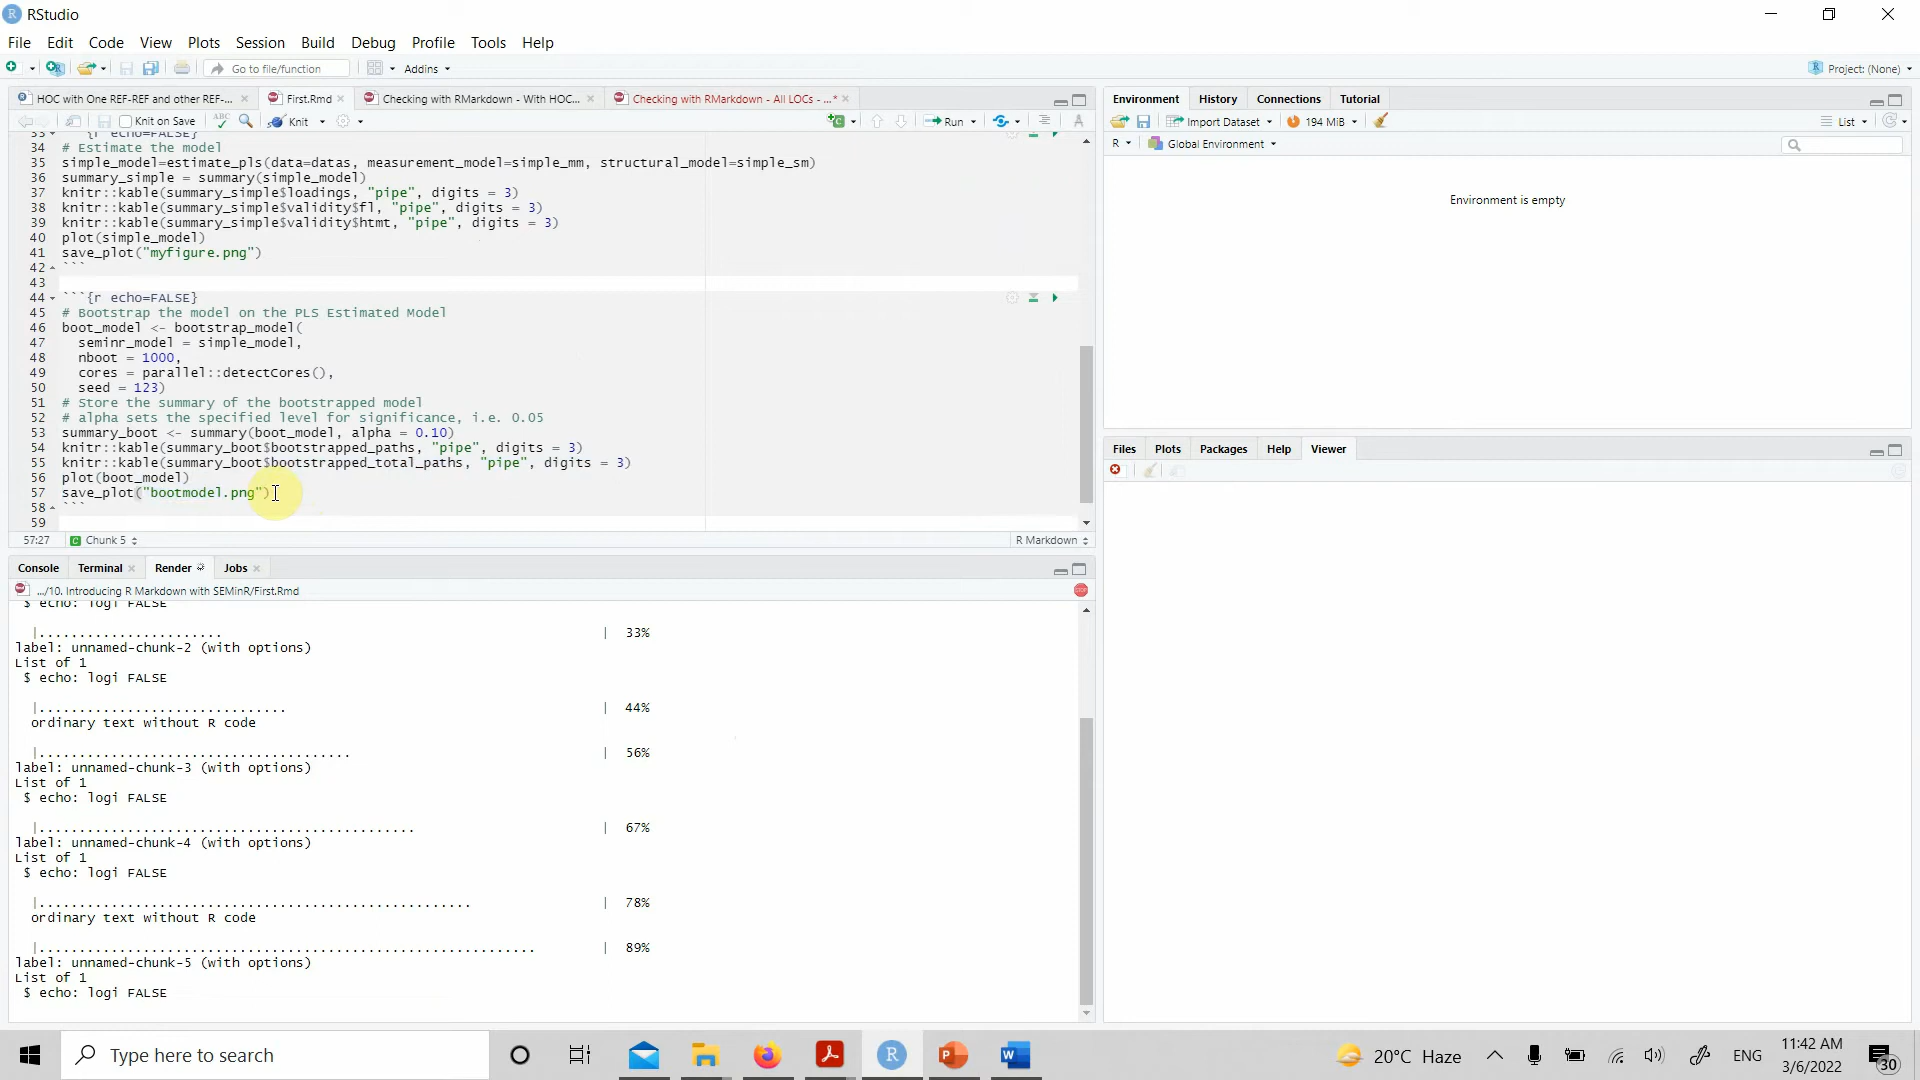 RStudio
File Edit Code View Plots Session Build Debug Profile Tools Help
Go to file/function Addins Project: (None)
HOC with One REF-REF and other REF-... First.Rmd Checking with RMarkdown - With HOC... Checking with RMarkdown - All LOCs - ...*
Knit on Save ABC Knit Run
33 ```{r echo=FALSE}
34 # Estimate the model
35 simple_model=estimate_pls(data=datas, measurement_model=simple_mm, structural_model=simple_sm)
36 summary_simple = summary(simple_model)
37 knitr::kable(summary_simple$loadings, "pipe", digits = 3)
38 knitr::kable(summary_simple$validity$fl, "pipe", digits = 3)
39 knitr::kable(summary_simple$validity$htmt, "pipe", digits = 3)
40 plot(simple_model)
41 save_plot("myfigure.png")
42 ```
43
44 ```{r echo=FALSE}
45 # Bootstrap the model on the PLS Estimated Model
46 boot_model <- bootstrap_model(
47 seminr_model = simple_model,
48 nboot = 1000,
49 cores = parallel::detectCores(),
50 seed = 123)
51 # Store the summary of the bootstrapped model
52 # alpha sets the specified level for significance, i.e. 0.05
53 summary_boot <- summary(boot_model, alpha = 0.10)
54 knitr::kable(summary_boot$bootstrapped_paths, "pipe", digits = 3)
55 knitr::kable(summary_boot$bootstrapped_total_paths, "pipe", digits = 3)
56 plot(boot_model)
57 save_plot("bootmodel.png")
58 ```
59
57:27 Chunk 5 R Markdown
Console Terminal Render Jobs
.../10. Introducing R Markdown with SEMinR/First.Rmd
$ echo: logi FALSE
|....................... | 33%
label: unnamed-chunk-2 (with options)
List of 1
$ echo: logi FALSE
|............................... | 44%
ordinary text without R code
|....................................... | 56%
label: unnamed-chunk-3 (with options)
List of 1
$ echo: logi FALSE
|............................................... | 67%
label: unnamed-chunk-4 (with options)
List of 1
$ echo: logi FALSE
|...................................................... | 78%
ordinary text without R code
|.............................................................. | 89%
label: unnamed-chunk-5 (with options)
List of 1
$ echo: logi FALSE
Environment History Connections Tutorial
Import Dataset 194 MiB List
R Global Environment
Environment is empty
Files Plots Packages Help Viewer
Type here to search
20°C Haze ENG 11:42 AM
3/6/2022 30